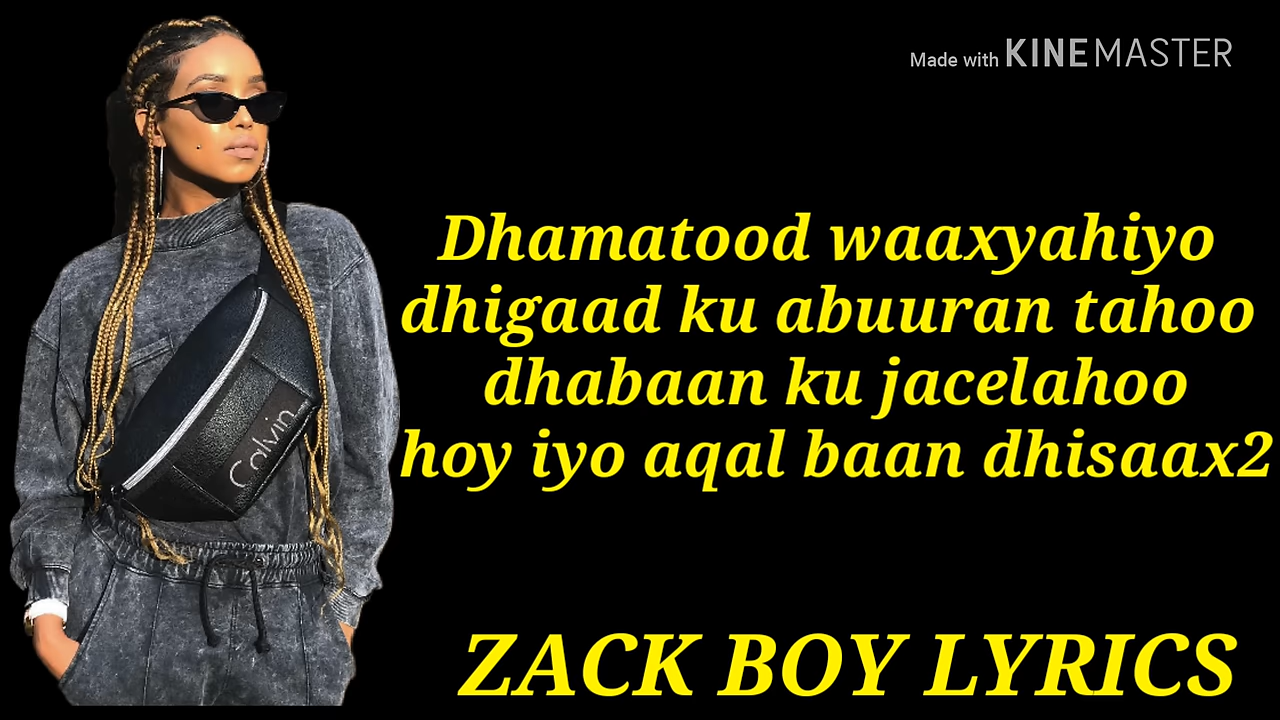 Made with KINEMASTER
Dhamatood waaxyahiyo
dhigaad ku abuuran tahoo
dhabaan ku jacelahoo
hoy iyo aqal baan dhisaax2
Calvin
ZACK BOY LYRICS